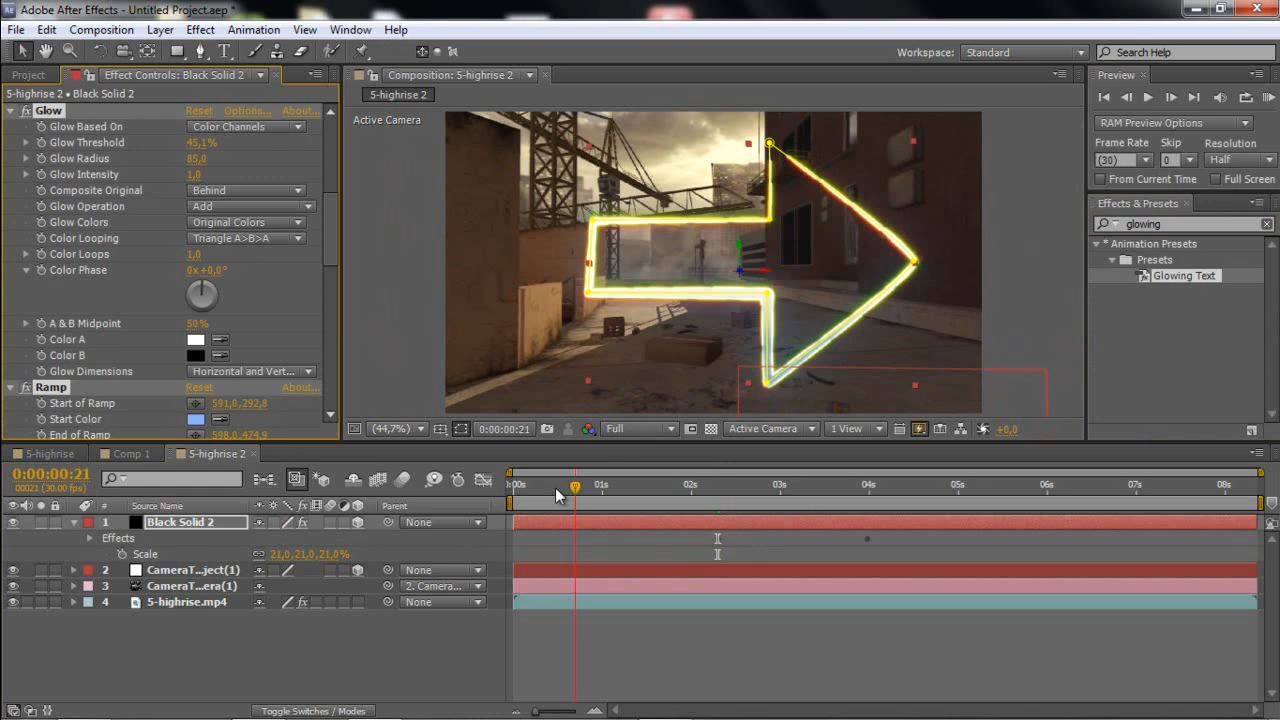 Adobe After Effects - Untitled Project.aep *
File Edit Composition Layer Effect Animation View Window Help
Workspace: Standard Search Help
Project Effect Controls: Black Solid 2 Composition: 5-highrise 2 Preview
5-highrise 2 • Black Solid 2
5-highrise 2
fx Glow Reset Options... About...
Glow Based On Color Channels
Glow Threshold 45,1%
Glow Radius 85,0
Glow Intensity 1,0
Composite Original Behind
Glow Operation Add
Glow Colors Original Colors
Color Looping Triangle A>B>A
Color Loops 1,0
Color Phase 0x+0,0°
A & B Midpoint 50%
Color A
Color B
Glow Dimensions Horizontal and Vert...
fx Ramp Reset About...
Start of Ramp 591,0,292,8
Start Color
End of Ramp 598,0,474,9
Active Camera
(44,7%) 0:00:00:21 Full Active Camera 1 View +0,0
RAM Preview Options
Frame Rate Skip Resolution
(30) 0 Half
From Current Time Full Screen
Effects & Presets
glowing
* Animation Presets
Presets
Glowing Text
5-highrise Comp 1 5-highrise 2
0:00:00:21
00021 (30.00 fps)
:00s 01s 02s 03s 04s 05s 06s 07s 08s
# Source Name fx Parent
1 Black Solid 2 fx None
Effects
Scale 21,0,21,0,21,0%
2 CameraT...ject(1) None
3 CameraT...era(1) 2. Camera...
4 5-highrise.mp4 fx None
Toggle Switches / Modes